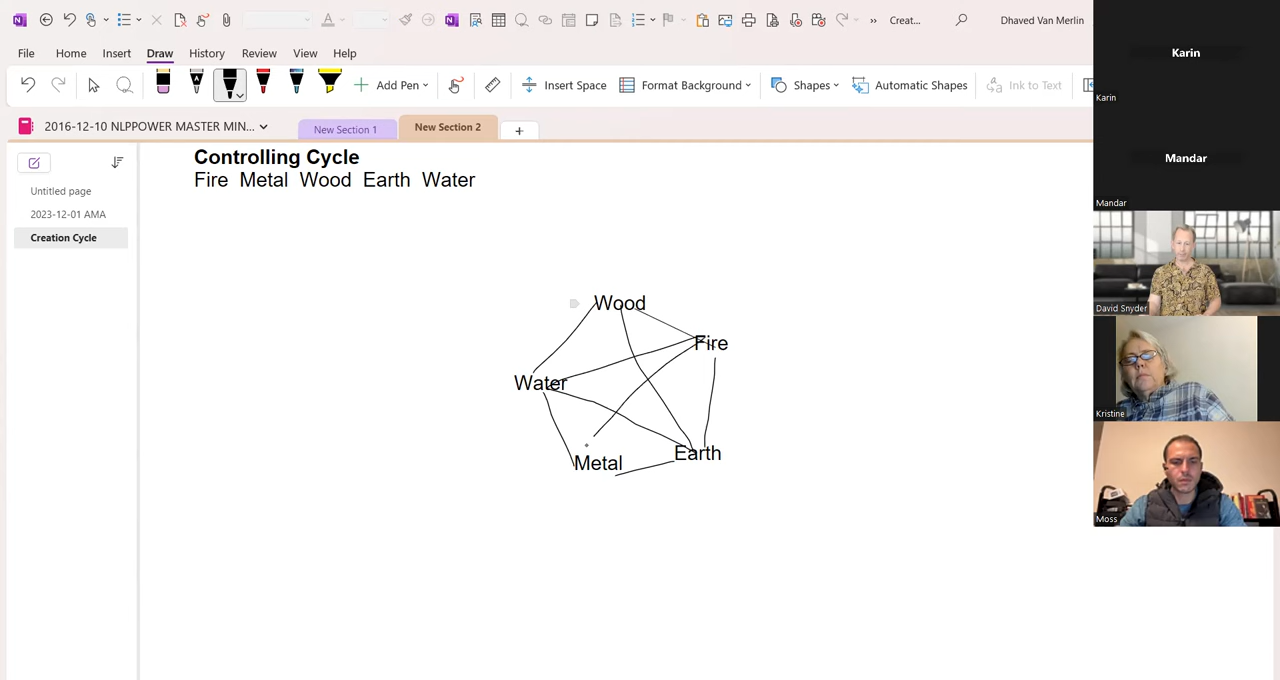 Creat...
Dhaved Van Merlin
File Home Insert Draw History Review View Help
Add Pen
Insert Space
Format Background
Shapes
Automatic Shapes
Ink to Text
2016-12-10 NLPPOWER MASTER MIN...
New Section 1
New Section 2
Untitled page
2023-12-01 AMA
Creation Cycle
Controlling Cycle
Fire Metal Wood Earth Water
Wood
Fire
Water
Earth
Metal
Karin
Karin
Mandar
Mandar
David Snyder
Kristine
Moss